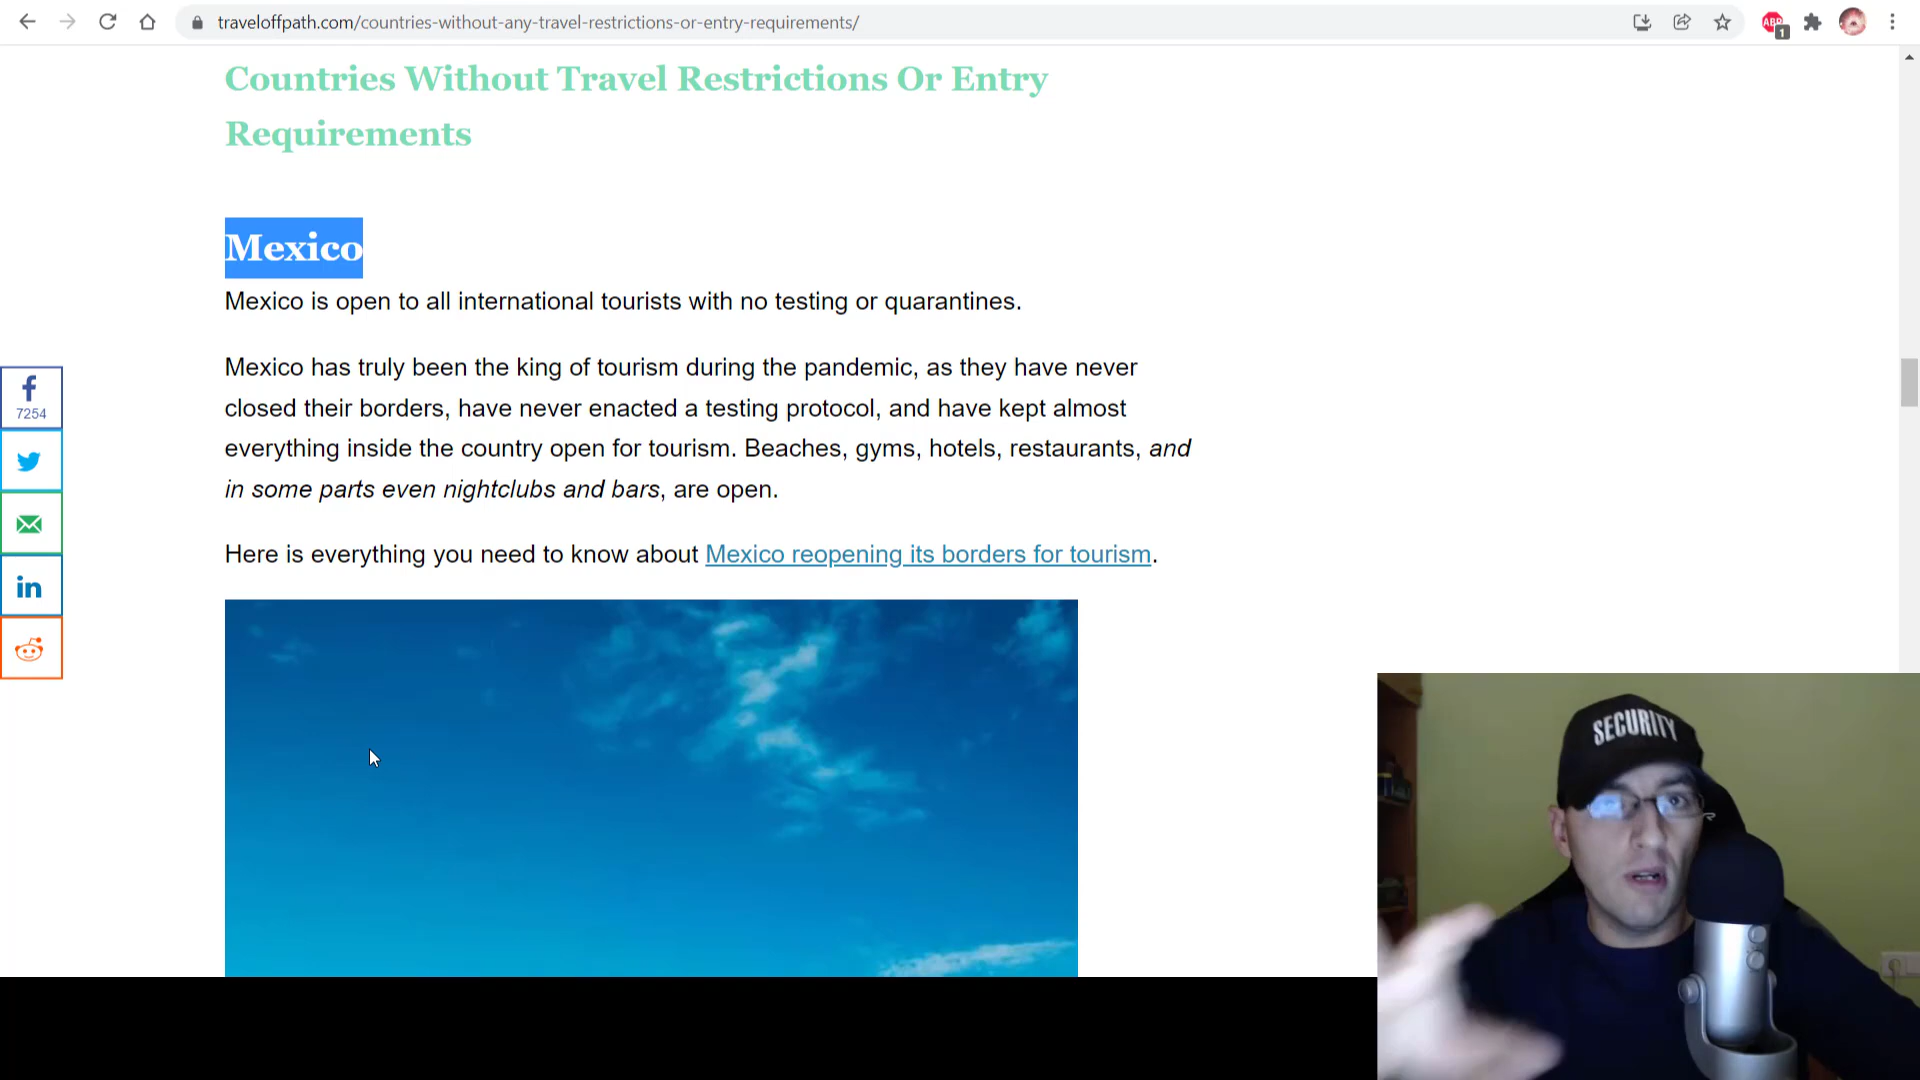 traveloffpath.com/countries-without-any-travel-restrictions-or-entry-requirements/
ABP
1
Countries Without Travel Restrictions Or Entry
Requirements
Mexico
Mexico is open to all international tourists with no testing or quarantines.
Mexico has truly been the king of tourism during the pandemic, as they have never
closed their borders, have never enacted a testing protocol, and have kept almost
everything inside the country open for tourism. Beaches, gyms, hotels, restaurants, and
in some parts even nightclubs and bars, are open.
Here is everything you need to know about Mexico reopening its borders for tourism.
f
7254
in
SECURITY